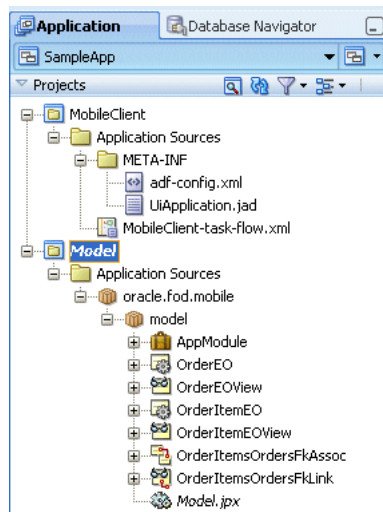 Application Database Navigator
SampleApp
Projects
MobileClient
Application Sources
META-INF
adf-config.xml
UiApplication.jad
MobileClient-task-flow.xml
Model
Application Sources
oracle.fod.mobile
model
AppModule
OrderEO
OrderEOView
OrderItemEO
OrderItemEOView
OrderItemsOrdersFkAssoc
OrderItemsOrdersFkLink
Model.jpx